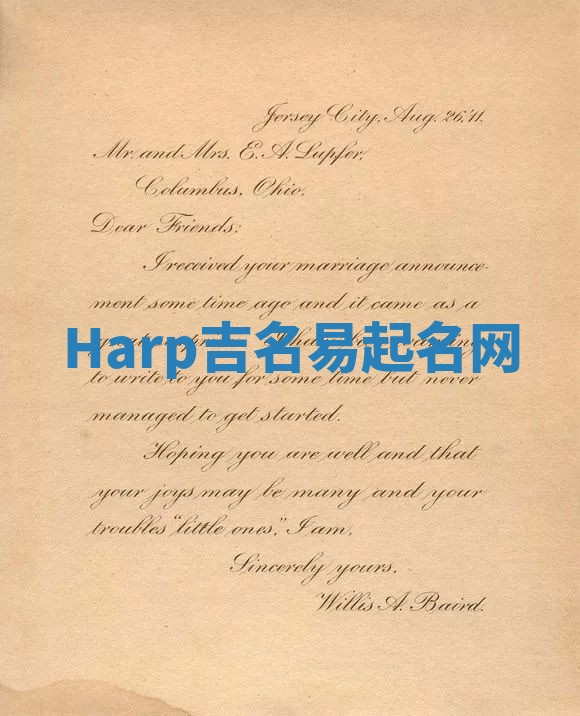 Jersey City, Aug. 26,'11.
Mr. and Mrs. E. A. Lupfer,
Columbus, Ohio.
Dear Friends:
I received your marriage announce-
ment some time ago and it came as a
Harp吉名易起名网
to write to you for some time but never
managed to get started.
Hoping you are well and that
your joys may be many and your
troubles "little ones," I am,
Sincerely yours,
Willis A. Baird.